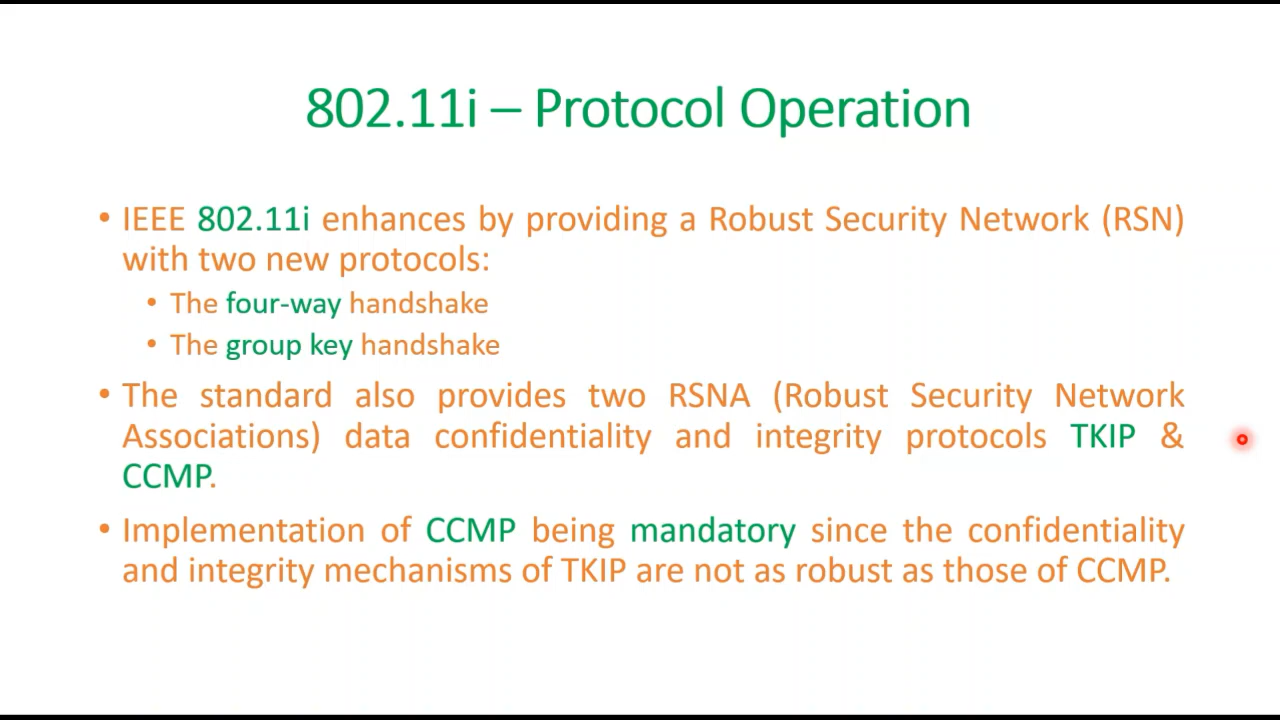 802.11i – Protocol Operation
• IEEE 802.11i enhances by providing a Robust Security Network (RSN)
with two new protocols:
• The four-way handshake
• The group key handshake
• The standard also provides two RSNA (Robust Security Network
Associations) data confidentiality and integrity protocols TKIP &
CCMP.
• Implementation of CCMP being mandatory since the confidentiality
and integrity mechanisms of TKIP are not as robust as those of CCMP.